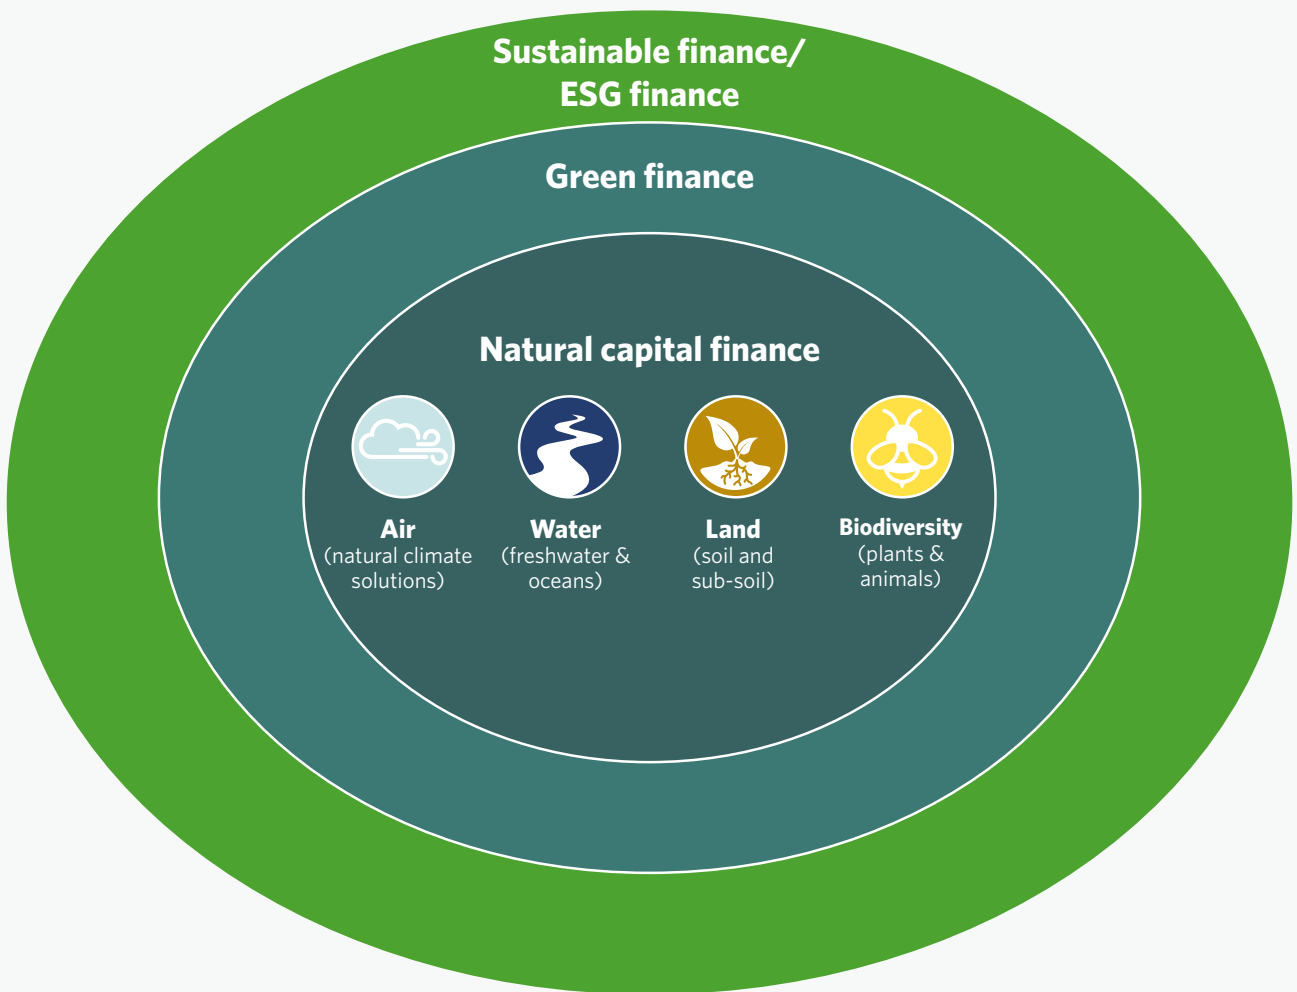 Sustainable finance/
ESG finance
Green finance
Natural capital finance
Air
(natural climate
solutions)
Water
(freshwater &
oceans)
Land
(soil and
sub-soil)
Biodiversity
(plants &
animals)